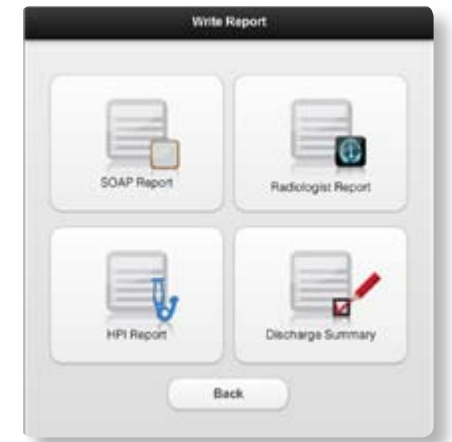 Write Report
SOAP Report
Radiologist Report
HPI Report
Discharge Summary
Back